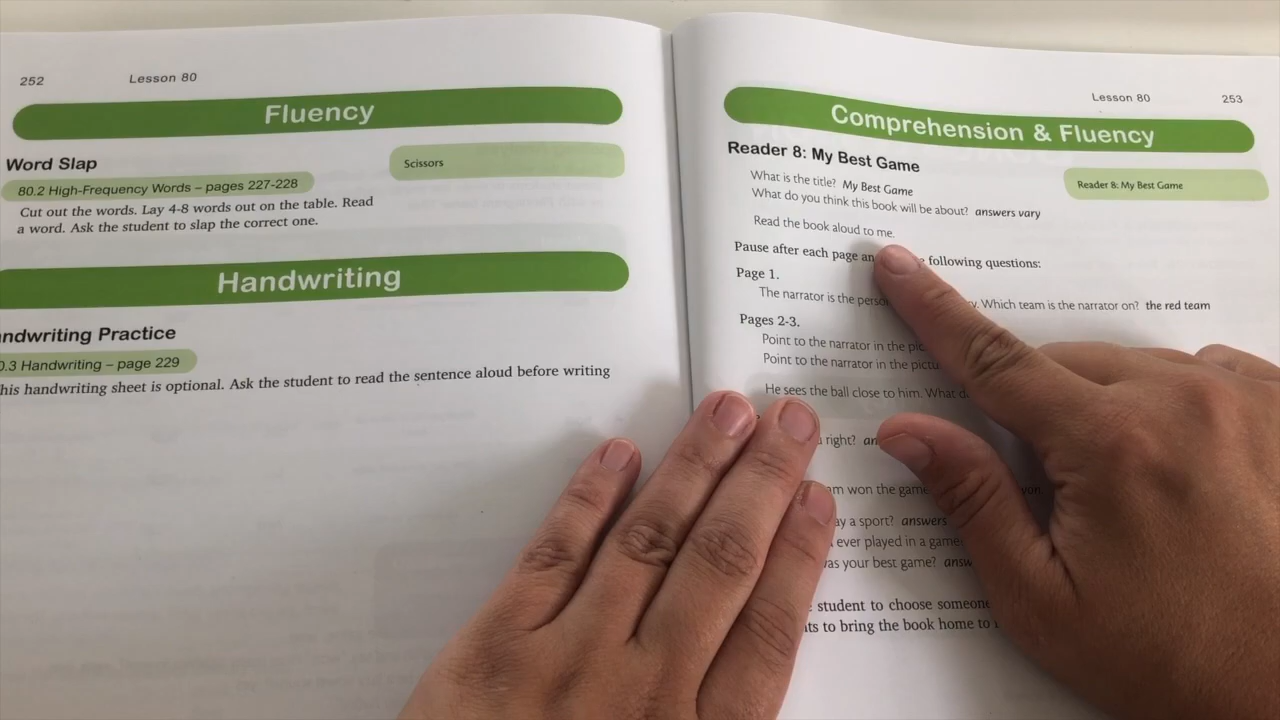 252 Lesson 80
Fluency
Word Slap
Scissors
80.2 High-Frequency Words – pages 227-228
Cut out the words. Lay 4-8 words out on the table. Read
a word. Ask the student to slap the correct one.
Handwriting
ndwriting Practice
0.3 Handwriting – page 229
his handwriting sheet is optional. Ask the student to read the sentence aloud before writing
Lesson 80 253
Comprehension & Fluency
Reader 8: My Best Game
Reader 8: My Best Game
What is the title? My Best Game
What do you think this book will be about? answers vary
Read the book aloud to me.
Pause after each page an following questions:
Page 1.
The narrator is the perso y. Which team is the narrator on? the red team
Pages 2-3.
Point to the narrator in the pic
Point to the narrator in the pictu
He sees the ball close to him. What d
right? an
am won the game von
ay a sport? answers
ever played in a game
as your best game? answ
student to choose someone
ts to bring the book home to